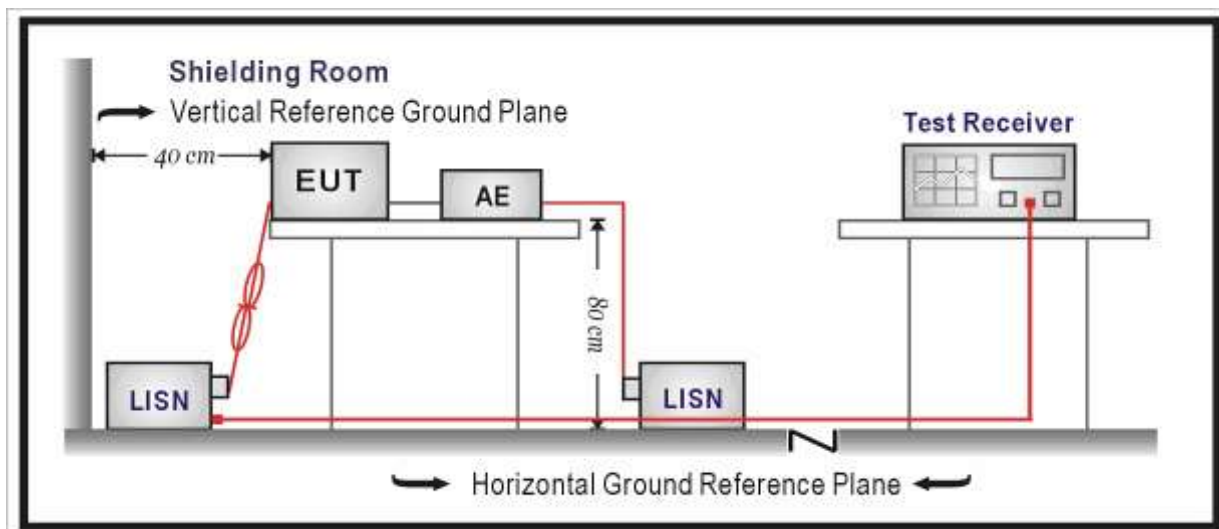 Shielding Room
Vertical Reference Ground Plane
40 cm
EUT
AE
Test Receiver
80 cm
LISN
LISN
Horizontal Ground Reference Plane